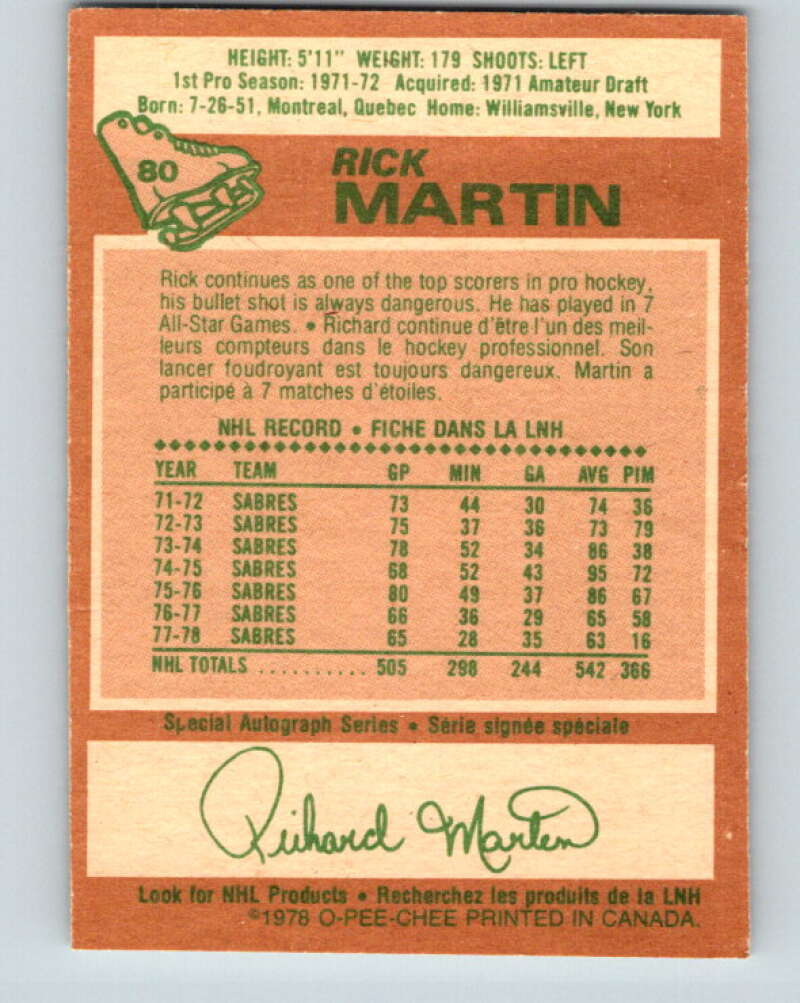 HEIGHT: 5'11" WEIGHT: 179 SHOOTS: LEFT
1st Pro Season: 1971-72 Acquired: 1971 Amateur Draft
Born: 7-26-51, Montreal, Quebec Home: Williamsville, New York
80
RICK
MARTIN
Rick continues as one of the top scorers in pro hockey,
his bullet shot is always dangerous. He has played in 7
All-Star Games. • Richard continue d'être l'un des meil-
leurs compteurs dans le hockey professionnel. Son
lancer foudroyant est toujours dangereux. Martin a
participé à 7 matches d'étoiles.
NHL RECORD • FICHE DANS LA LNH
YEAR TEAM GP MIN GA AVG PIM
71-72 SABRES 73 44 30 74 36
72-73 SABRES 75 37 36 73 79
73-74 SABRES 78 52 34 86 38
74-75 SABRES 68 52 43 95 72
75-76 SABRES 80 49 37 86 67
76-77 SABRES 66 36 29 65 58
77-78 SABRES 65 28 35 63 16
NHL TOTALS .......... 505 298 244 542 366
Special Autograph Series • Série signée spéciale
Richard Martin
Look for NHL Products • Recherchez les produits de la LNH
©1978 O-PEE-CHEE PRINTED IN CANADA.